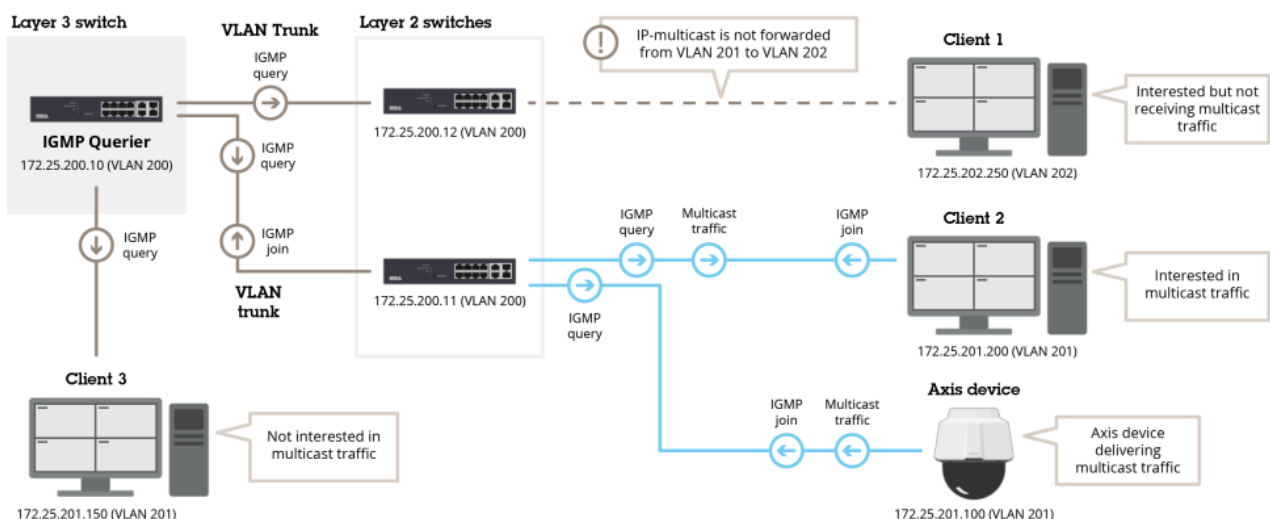 Layer 3 switch
VLAN Trunk
Layer 2 switches
IGMP
query
IP-multicast is not forwarded
from VLAN 201 to VLAN 202
Client 1
Interested but not
receiving multicast
traffic
IGMP Querier
172.25.200.10 (VLAN 200)
172.25.200.12 (VLAN 200)
172.25.202.250 (VLAN 202)
IGMP
query
IGMP
query
IGMP
join
VLAN
trunk
172.25.200.11 (VLAN 200)
IGMP
query
Multicast
traffic
IGMP
join
Client 2
Interested in
multicast traffic
172.25.201.200 (VLAN 201)
IGMP
query
Client 3
Not interested in
multicast traffic
172.25.201.150 (VLAN 201)
IGMP
join
Multicast
traffic
Axis device
Axis device
delivering
multicast traffic
172.25.201.100 (VLAN 201)